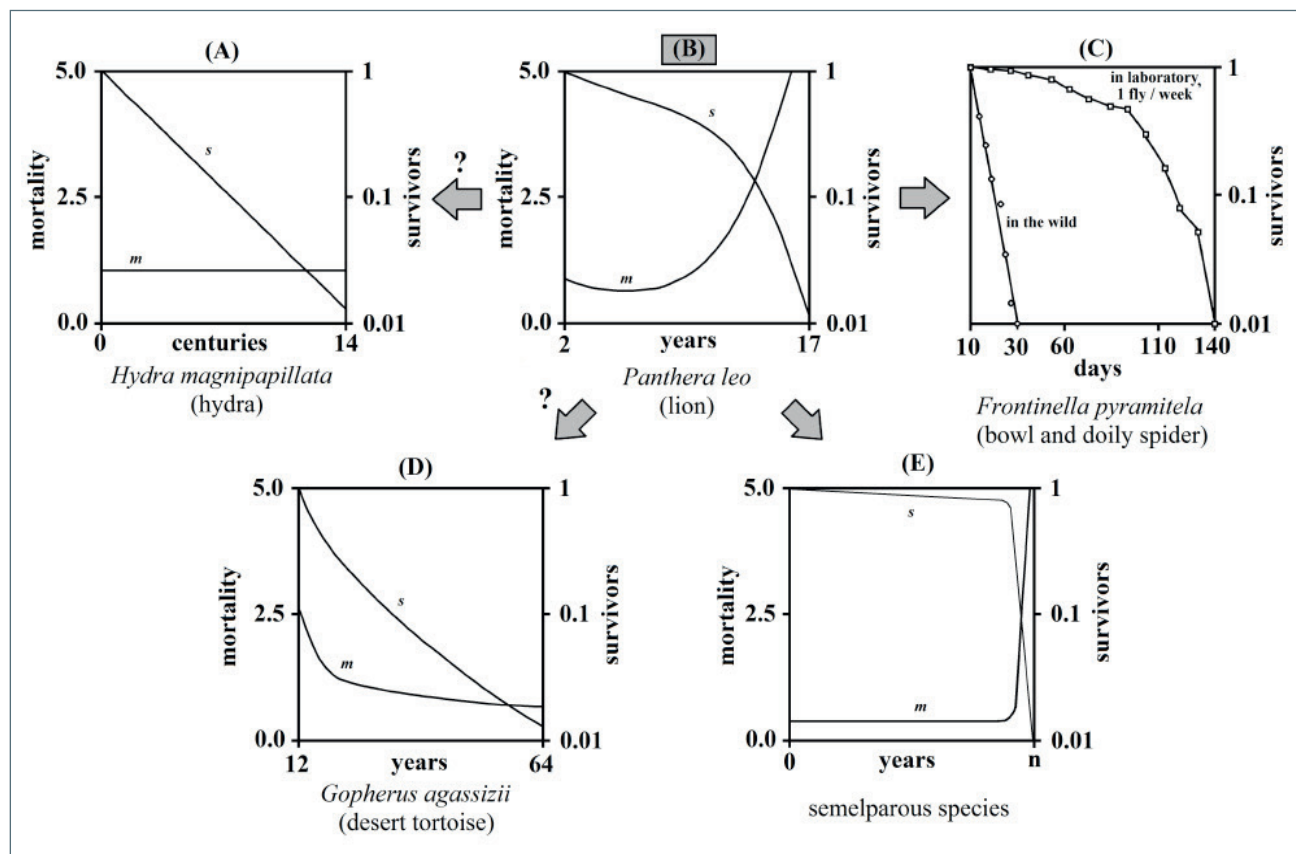 (A)
5.0
2.5
0.0
mortality
1
0.1
0.01
survivors
s
m
0
centuries
14
Hydra magnipapillata
(hydra)
?
(B)
5.0
2.5
0.0
mortality
1
0.1
0.01
survivors
s
m
2
years
17
Panthera leo
(lion)
(C)
1
0.1
0.01
survivors
in laboratory,
1 fly / week
in the wild
10
30
60
110
140
days
Frontinella pyramitela
(bowl and doily spider)
?
(D)
5.0
2.5
0.0
mortality
1
0.1
0.01
survivors
s
m
12
years
64
Gopherus agassizii
(desert tortoise)
(E)
5.0
2.5
0.0
mortality
1
0.1
0.01
survivors
s
m
0
years
n
semelparous species